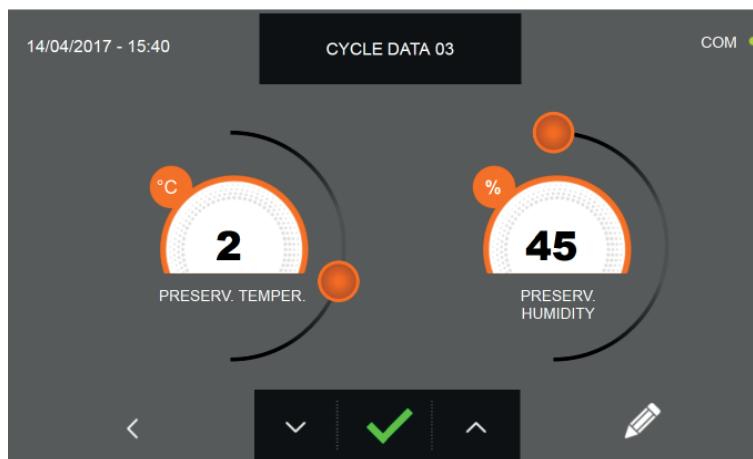 14/04/2017 - 15:40
CYCLE DATA 03
COM
°C
2
PRESERV. TEMPER.
%
45
PRESERV.
HUMIDITY